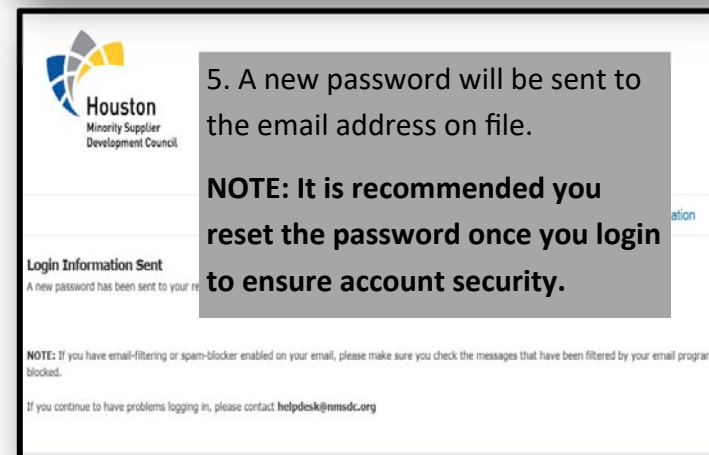 Houston
Minority Supplier
Development Council
5. A new password will be sent to
the email address on file.
NOTE: It is recommended you
reset the password once you login
to ensure account security.
Login Information Sent
A new password has been sent to your
NOTE: If you have email-filtering or spam-blocker enabled on your email, please make sure you check the messages that have been filtered by your email
blocked.
If you continue to have problems logging in, please contact helpdesk@nmsdc.org